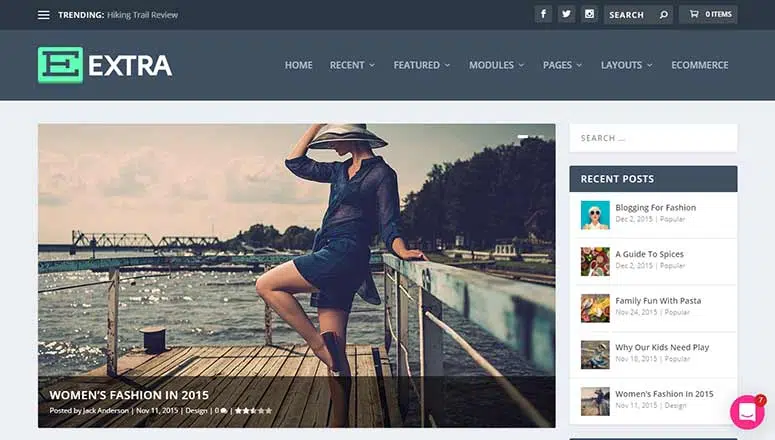 TRENDING: Hiking Trail Review
SEARCH
0 ITEMS
E EXTRA
HOME RECENT FEATURED MODULES PAGES LAYOUTS ECOMMERCE
SEARCH ...
RECENT POSTS
Blogging For Fashion
Dec 2, 2015 | Popular
A Guide To Spices
Dec 2, 2015 | Popular
Family Fun With Pasta
Nov 24, 2015 | Popular
Why Our Kids Need Play
Nov 18, 2015 | Popular
Women's Fashion In 2015
Nov 11, 2015 | Design
WOMEN'S FASHION IN 2015
Posted by Jack Anderson | Nov 11, 2015 | Design | 0 |
7